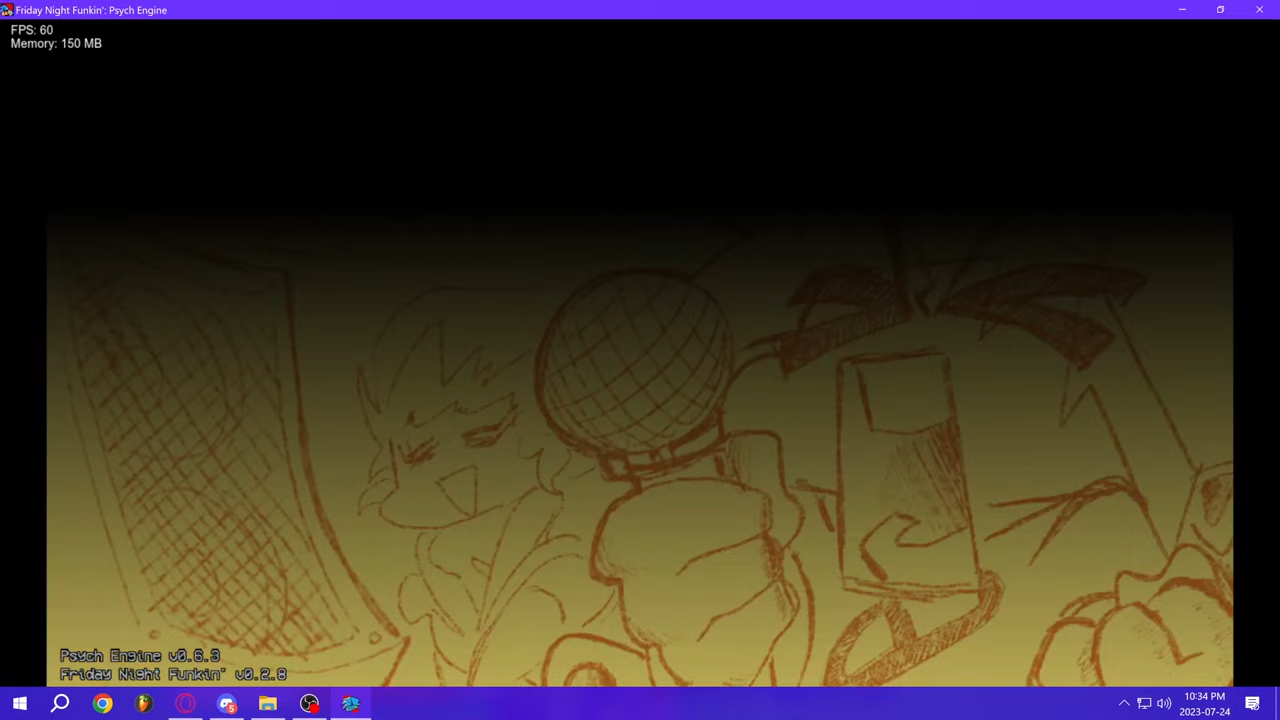 Friday Night Funkin': Psych Engine
FPS: 60
Memory: 150 MB
Psych Engine v0.6.3
Friday Night Funkin' v0.2.8
5
10:34 PM
2023-07-24